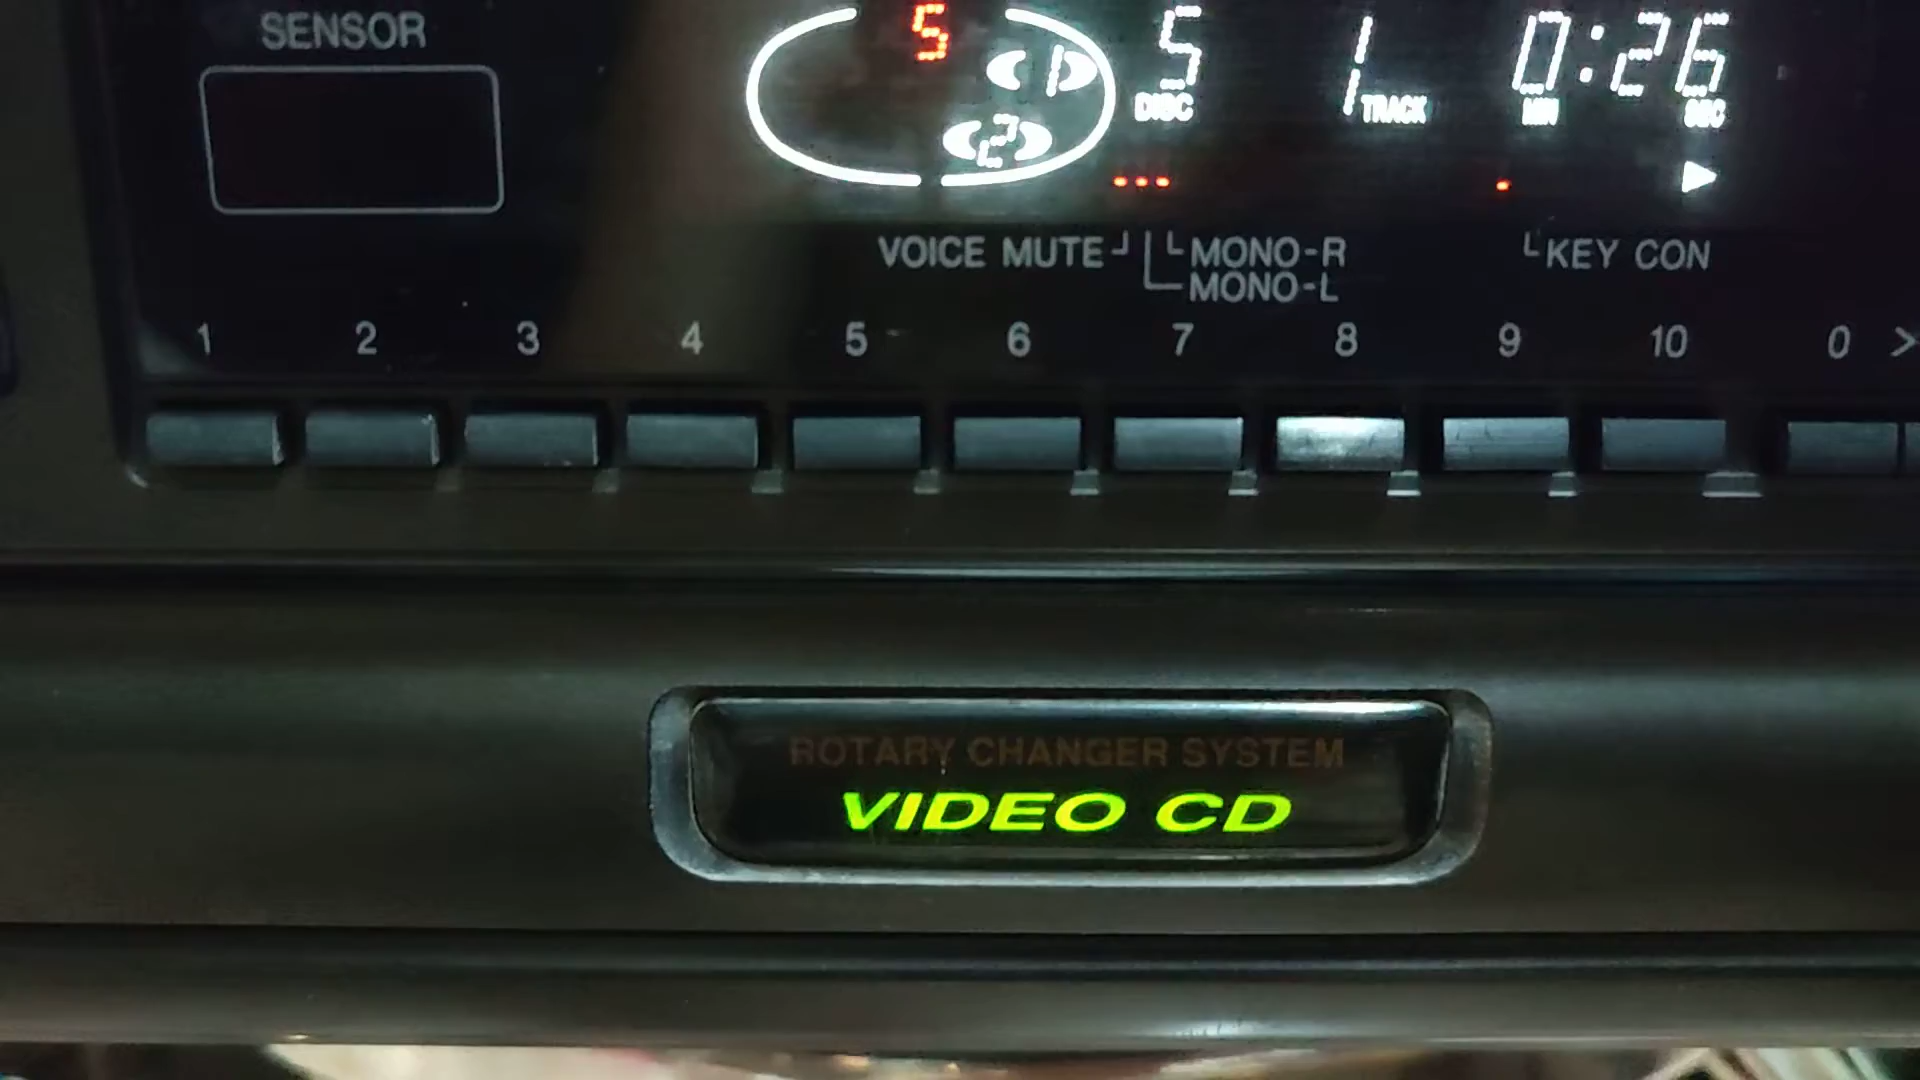 SENSOR
5
1
2
5 DISC
1 TRACK
0:26
MIN SEC
VOICE MUTE
MONO-R
MONO-L
KEY CON
1 2 3 4 5 6 7 8 9 10 0 >
ROTARY CHANGER SYSTEM
VIDEO CD